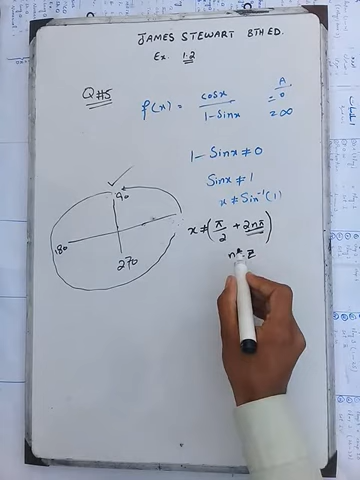 JAMES STEWART 8TH ED.
Ex. 1.2
Q#5
f(x) = cosx / 1 - Sinx
A/0 = ∞
1 - Sinx ≠ 0
Sinx ≠ 1
x ≠ Sin⁻¹(1)
x ≠ (π/2 + 2nπ)
n Z
90
180
270